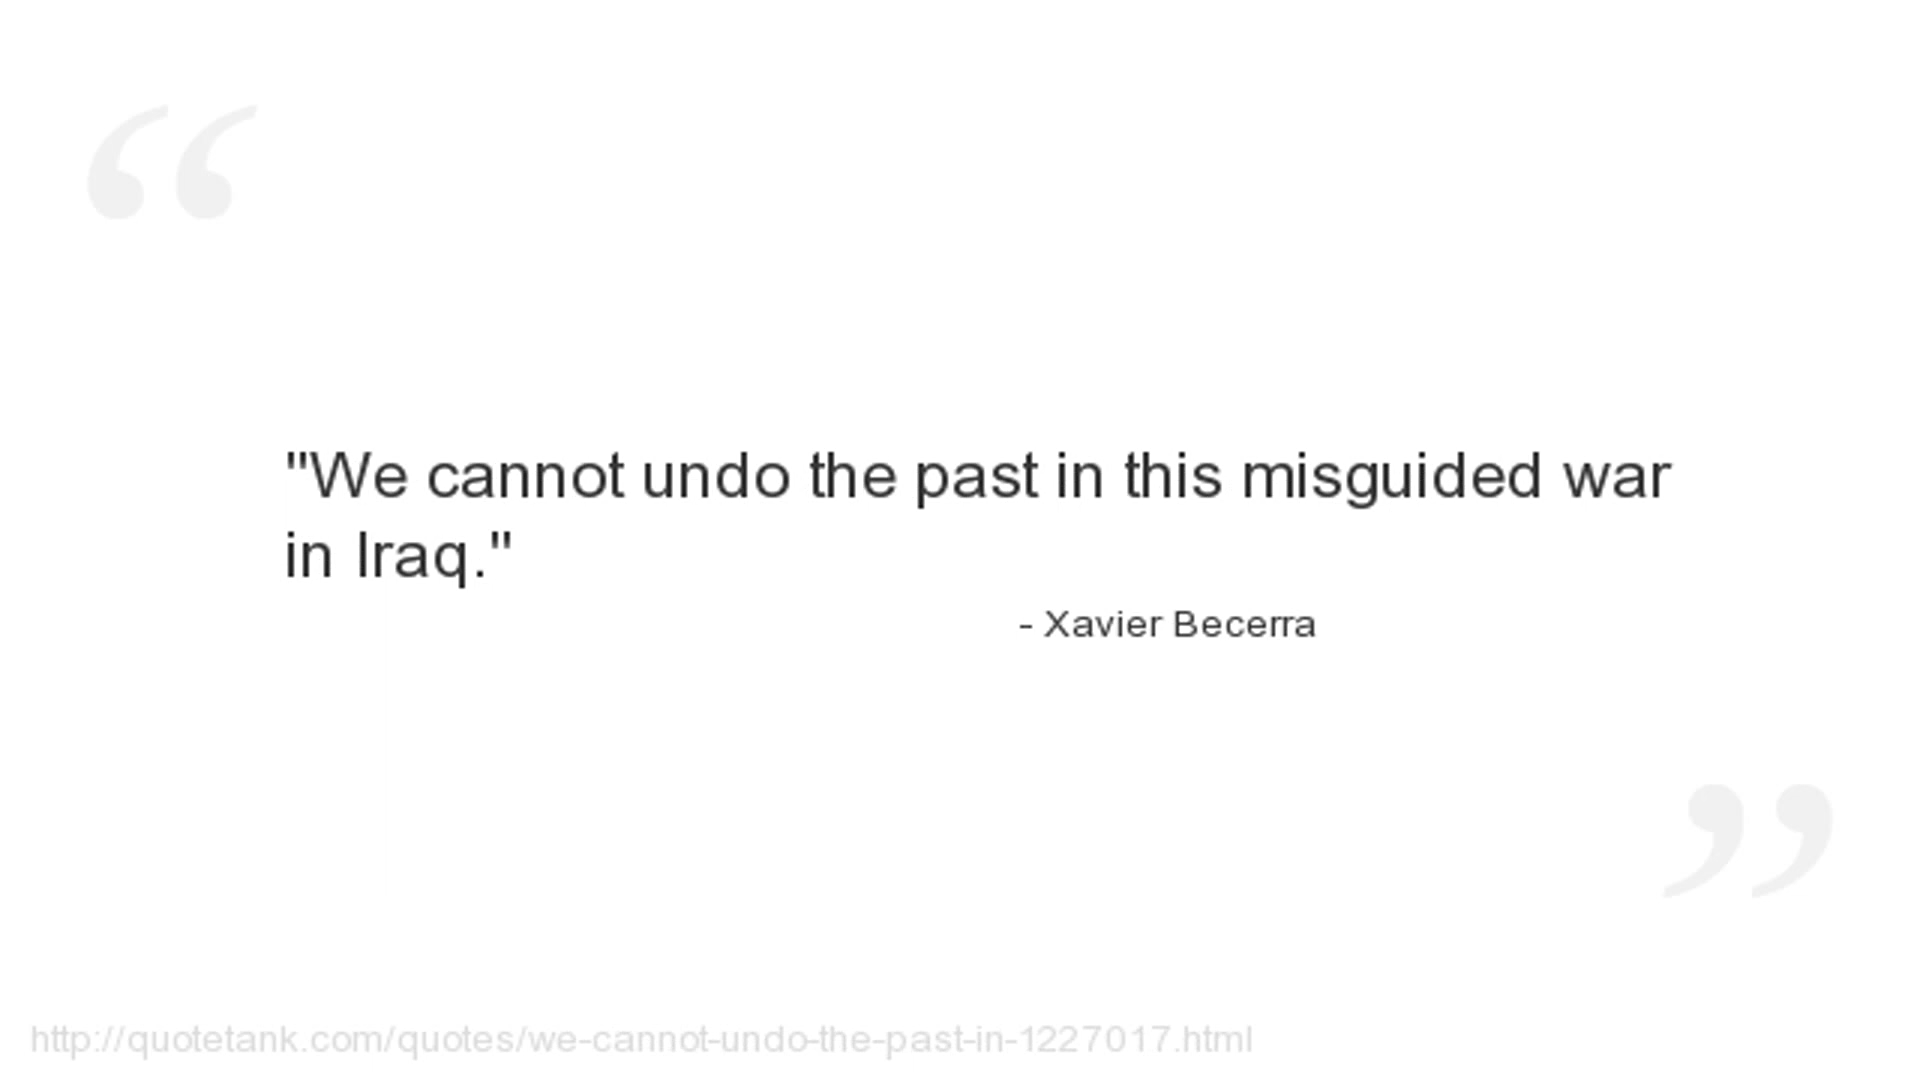 "We cannot undo the past in this misguided war
in Iraq."
- Xavier Becerra
http://quotetank.com/quotes/we-cannot-undo-the-past-in-1227017.html